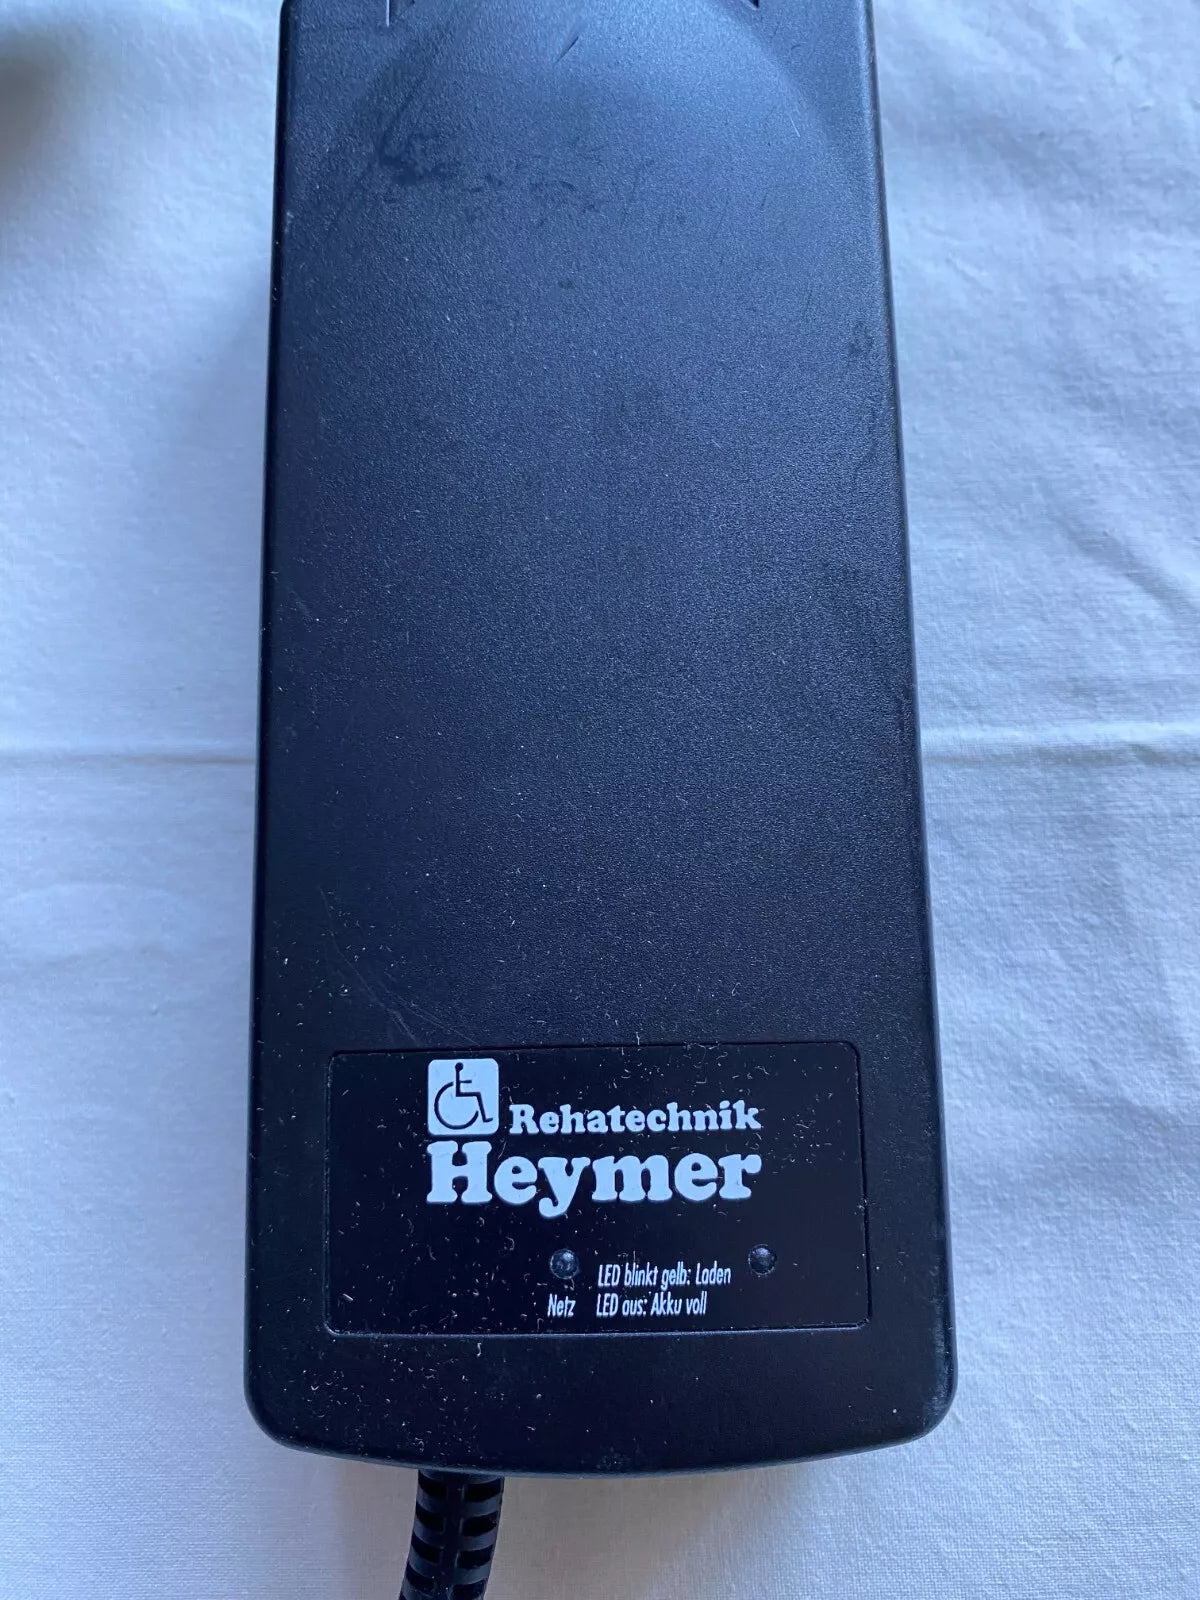 Rehatechnik
Heymer
LED blinkt gelb: Laden
Netz LED aus: Akku voll